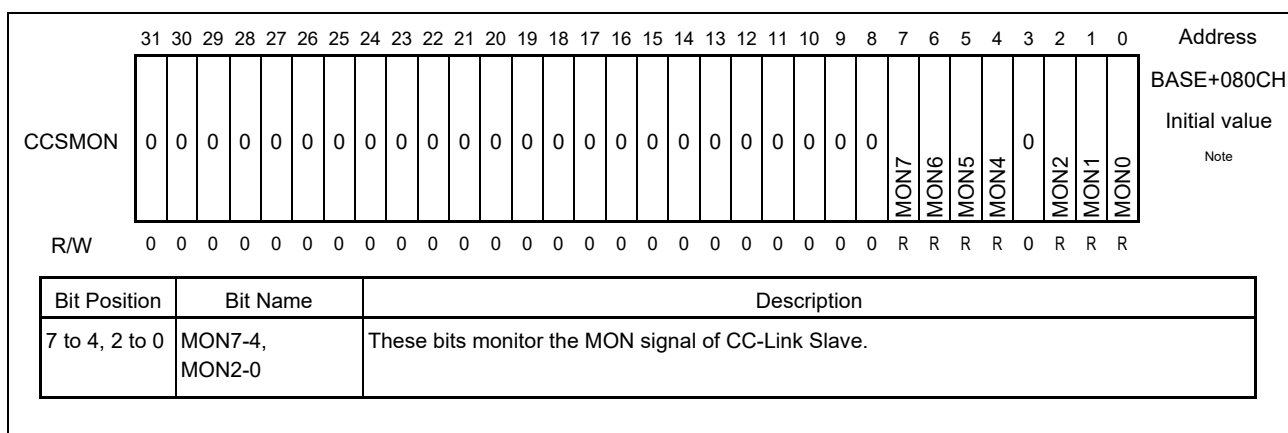 31 30 29 28 27 26 25 24 23 22 21 20 19 18 17 16 15 14 13 12 11 10 9 8 7 6 5 4 3 2 1 0 Address
BASE+080CH
Initial value
CCSMON 0 0 0 0 0 0 0 0 0 0 0 0 0 0 0 0 0 0 0 0 0 0 0 0 MON7 MON6 MON5 MON4 0 MON2 MON1 MON0 Note
R/W 0 0 0 0 0 0 0 0 0 0 0 0 0 0 0 0 0 0 0 0 0 0 0 0 R R R R 0 R R R
Bit Position Bit Name Description
7 to 4, 2 to 0 MON7-4, These bits monitor the MON signal of CC-Link Slave.
MON2-0